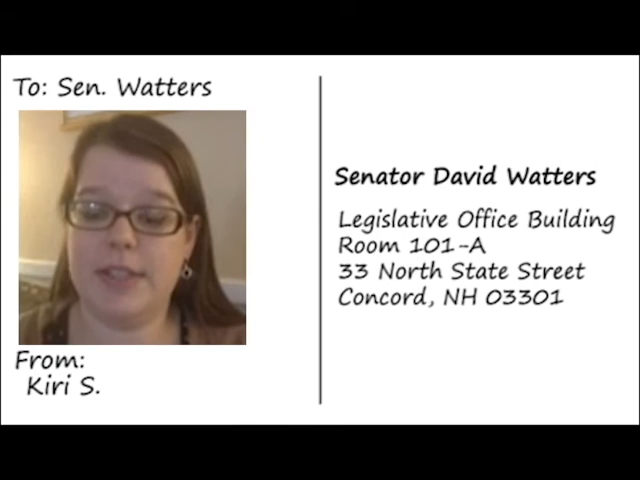 To: Sen. Watters
From:
Kiri S.
Senator David Watters
Legislative Office Building
Room 101-A
33 North State Street
Concord, NH 03301